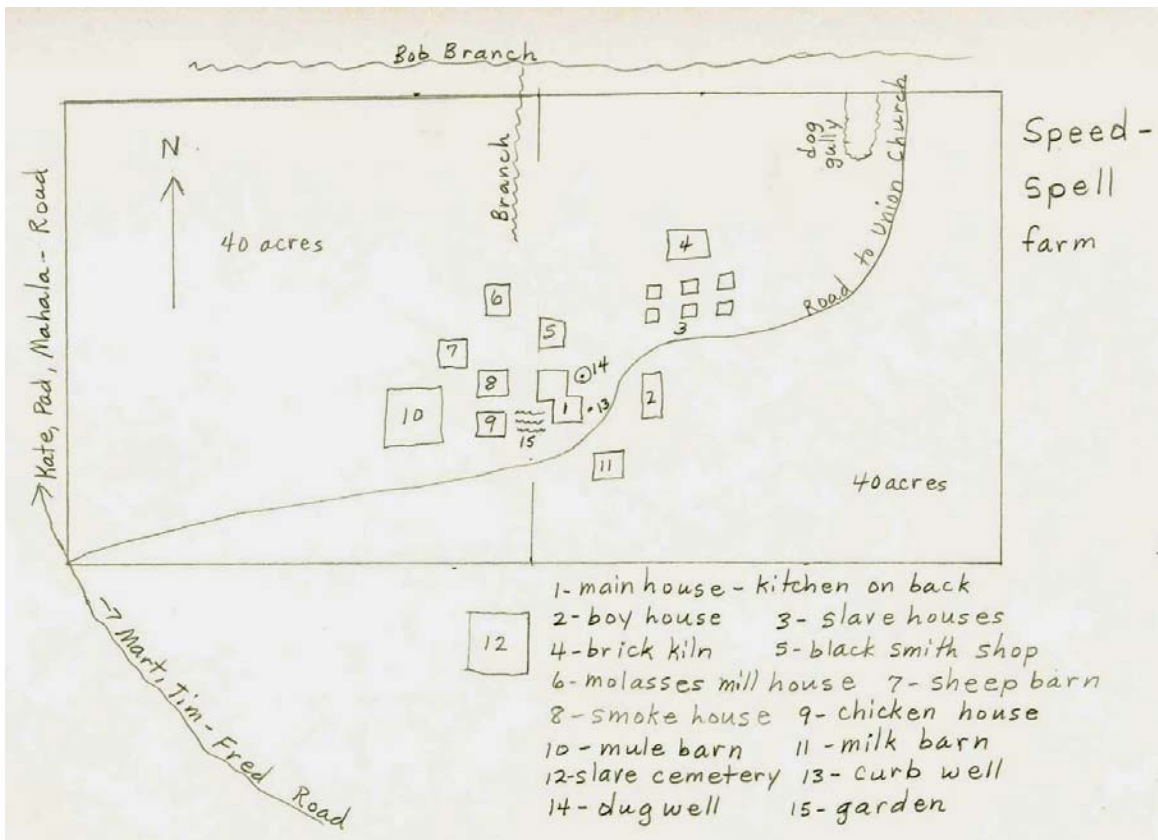 Bob Branch
N
Branch
dog
gully
Road to Union Church
Speed-
Spell
farm
Kate, Pad, Mahala - Road
40 acres
4
6
5
3
7
8
14
10
9
1
13
2
15
11
40 acres
12
Mart, Tim - Fred Road
1 - main house - kitchen on back
2 - boy house 3 - slave houses
4 - brick kiln 5 - black smith shop
6 - molasses mill house 7 - sheep barn
8 - smoke house 9 - chicken house
10 - mule barn 11 - milk barn
12 - slave cemetery 13 - curb well
14 - dug well 15 - garden